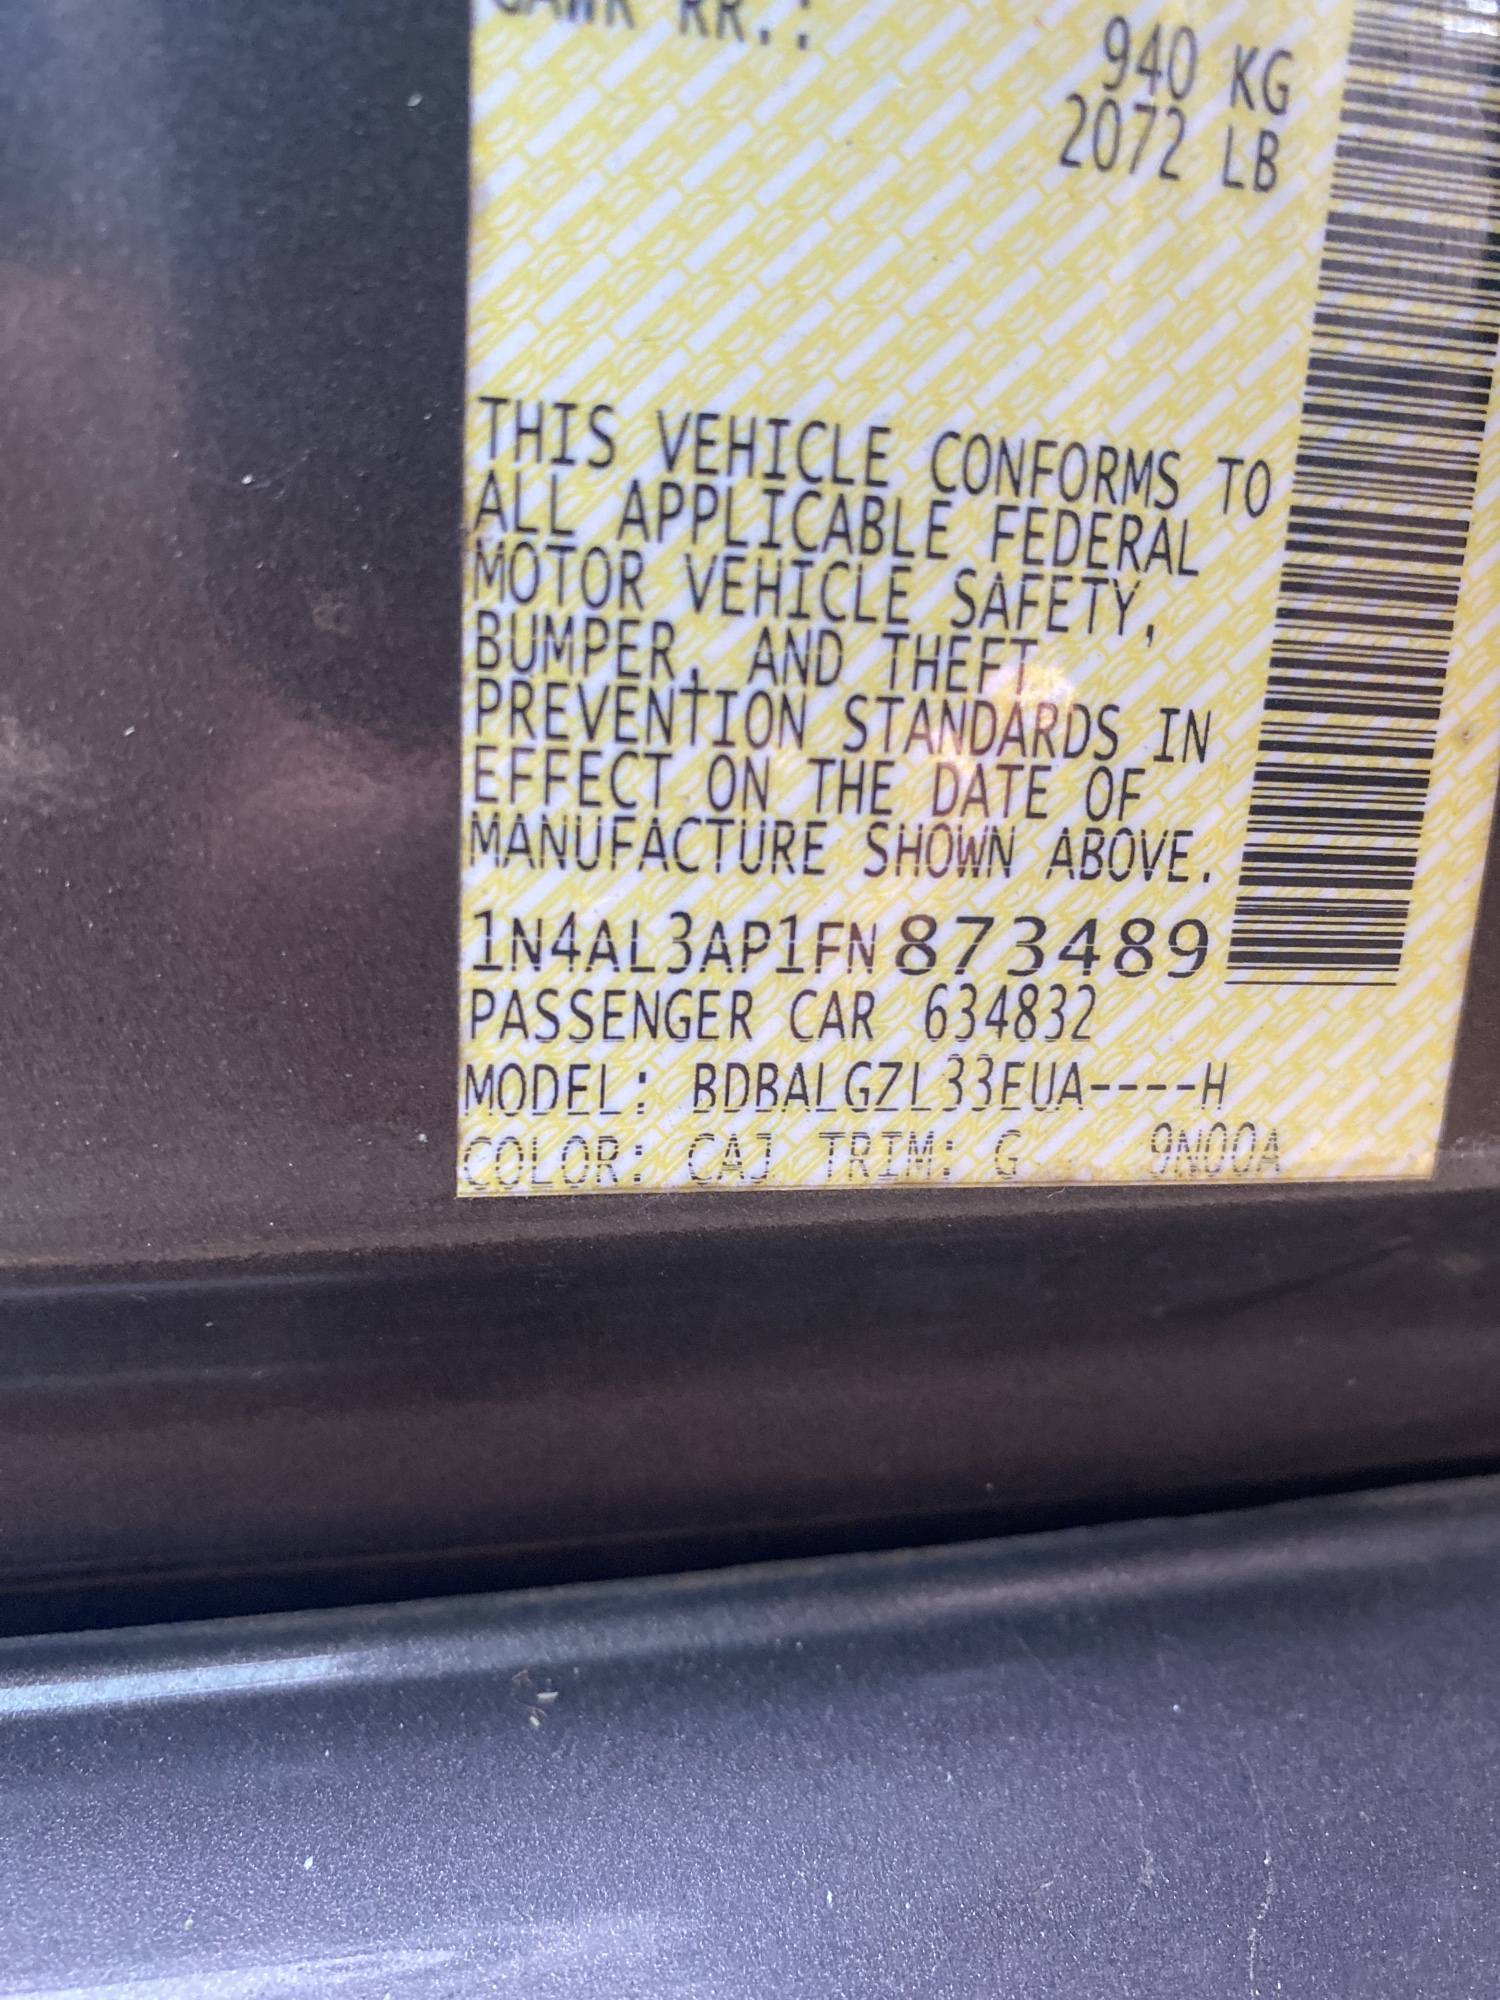 GAWR RR.:
940 KG
2072 LB
THIS VEHICLE CONFORMS TO
ALL APPLICABLE FEDERAL
MOTOR VEHICLE SAFETY,
BUMPER, AND THEFT
PREVENTION STANDARDS IN
EFFECT ON THE DATE OF
MANUFACTURE SHOWN ABOVE.
1N4AL3AP1FN873489
PASSENGER CAR 634832
MODEL: BDBALGZL33EUA----H
COLOR: CAJ TRIM: G 9N00A